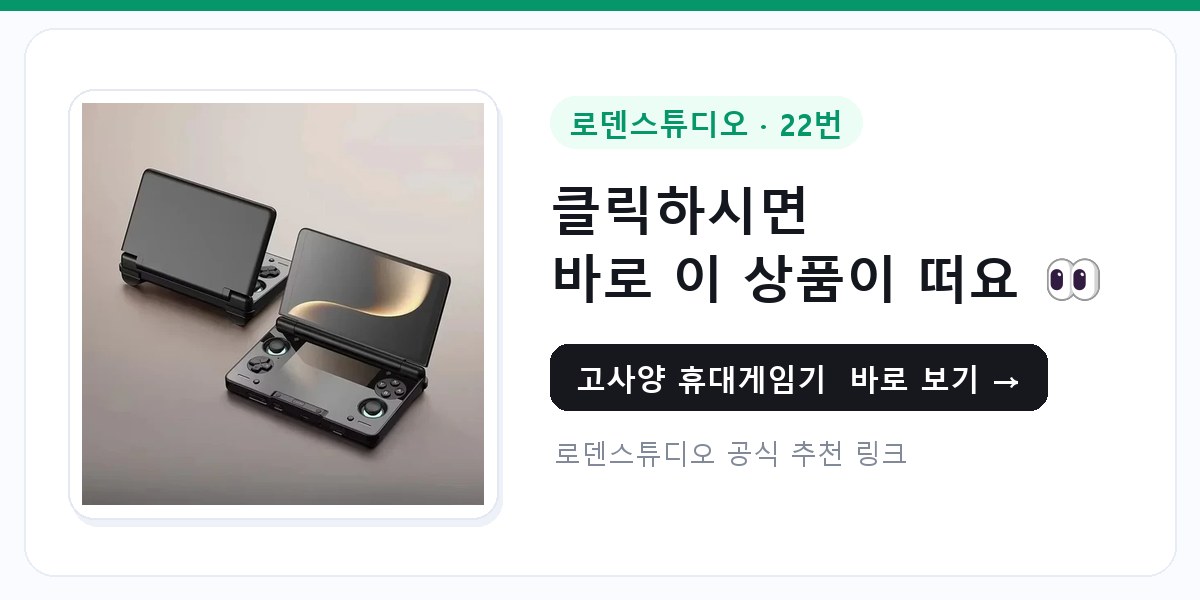 로덴스튜디오 · 22번
클릭하시면
바로 이 상품이 떠요 👀
고사양 휴대게임기 바로 보기 →
로덴스튜디오 공식 추천 링크